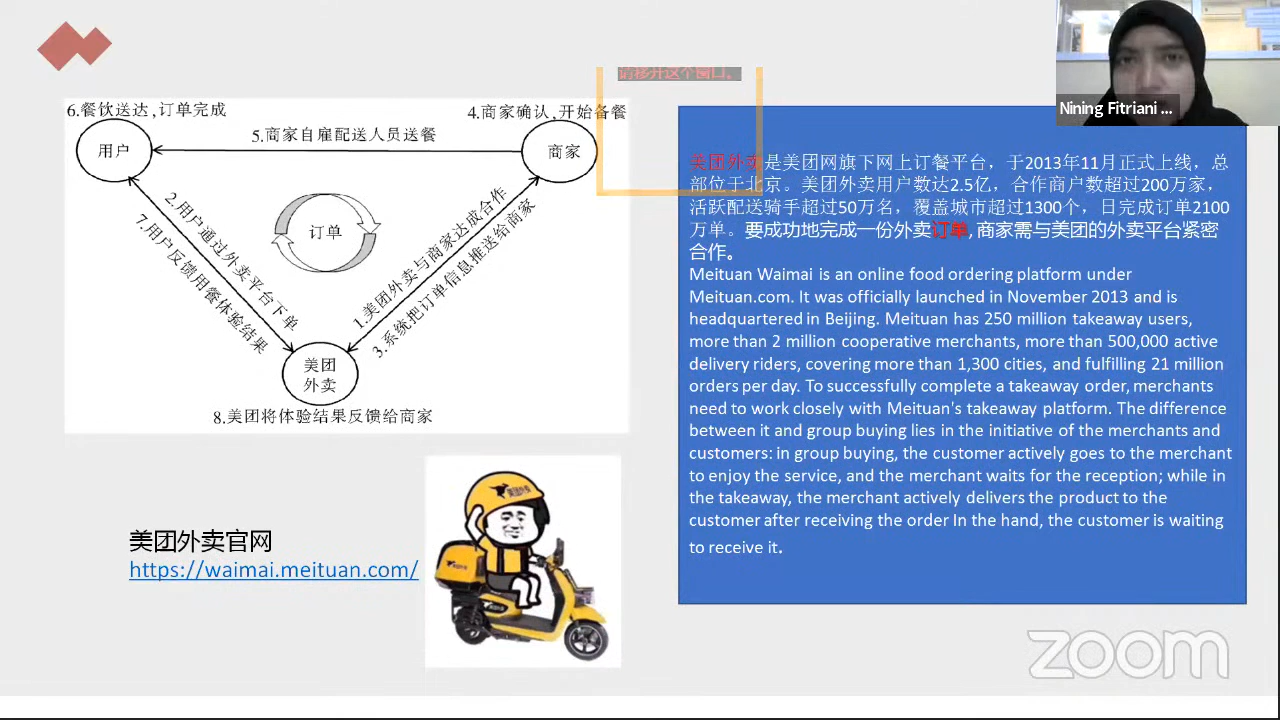 请移开这个窗口。
6.餐饮送达,订单完成
4.商家确认,开始备餐
5.商家自雇配送人员送餐
用户
商家
订单
2.用户通过外卖平台下单
7.用户反馈用餐体验结果
1.美团外卖与商家达成合作
3.系统把订单信息推送给商家
美团
外卖
8.美团将体验结果反馈给商家
美团外卖官网
https://waimai.meituan.com/
美团外卖
Nining Fitriani ...
美团外卖是美团网旗下网上订餐平台，于2013年11月正式上线，总
部位于北京。美团外卖用户数达2.5亿，合作商户数超过200万家，
活跃配送骑手超过50万名，覆盖城市超过1300个，日完成订单2100
万单。要成功地完成一份外卖订单,商家需与美团的外卖平台紧密
合作。
Meituan Waimai is an online food ordering platform under
Meituan.com. It was officially launched in November 2013 and is
headquartered in Beijing. Meituan has 250 million takeaway users,
more than 2 million cooperative merchants, more than 500,000 active
delivery riders, covering more than 1,300 cities, and fulfilling 21 million
orders per day. To successfully complete a takeaway order, merchants
need to work closely with Meituan's takeaway platform. The difference
between it and group buying lies in the initiative of the merchants and
customers: in group buying, the customer actively goes to the merchant
to enjoy the service, and the merchant waits for the reception; while in
the takeaway, the merchant actively delivers the product to the
customer after receiving the order In the hand, the customer is waiting
to receive it.
zoom